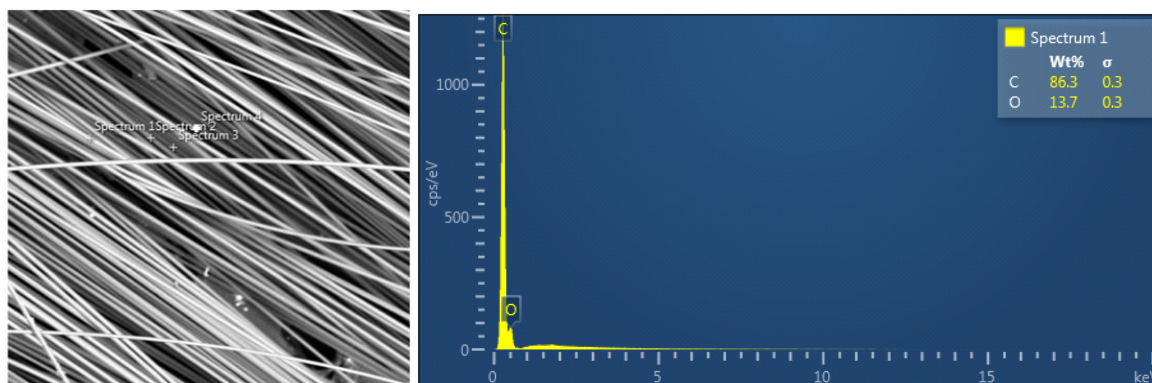 Spectrum 4
Spectrum 1 Spectrum 2
Spectrum 3
C
O
cps/eV
1000
500
0
0
5
10
15
keV
Spectrum 1
Wt% σ
C 86.3 0.3
O 13.7 0.3